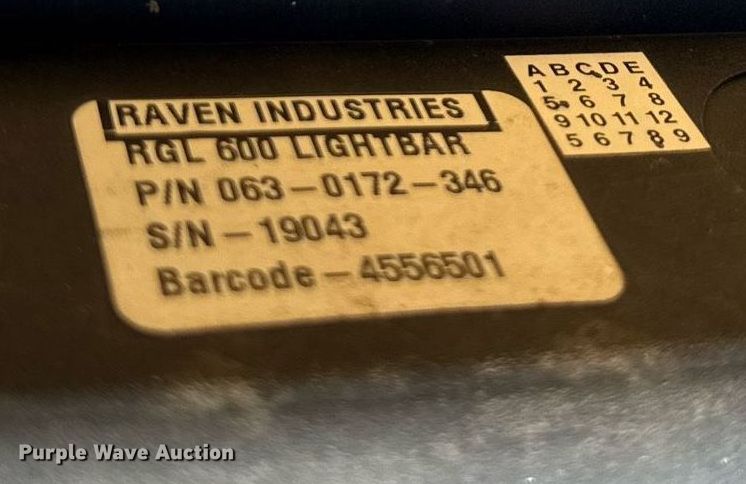 RAVEN INDUSTRIES
RGL 600 LIGHTBAR
P/N 063-0172-346
S/N-19043
Barcode-4556501
A B C D E
1 2 3 4
5 6 7 8
9 10 11 12
5 6 7 8 9
Purple Wave Auction